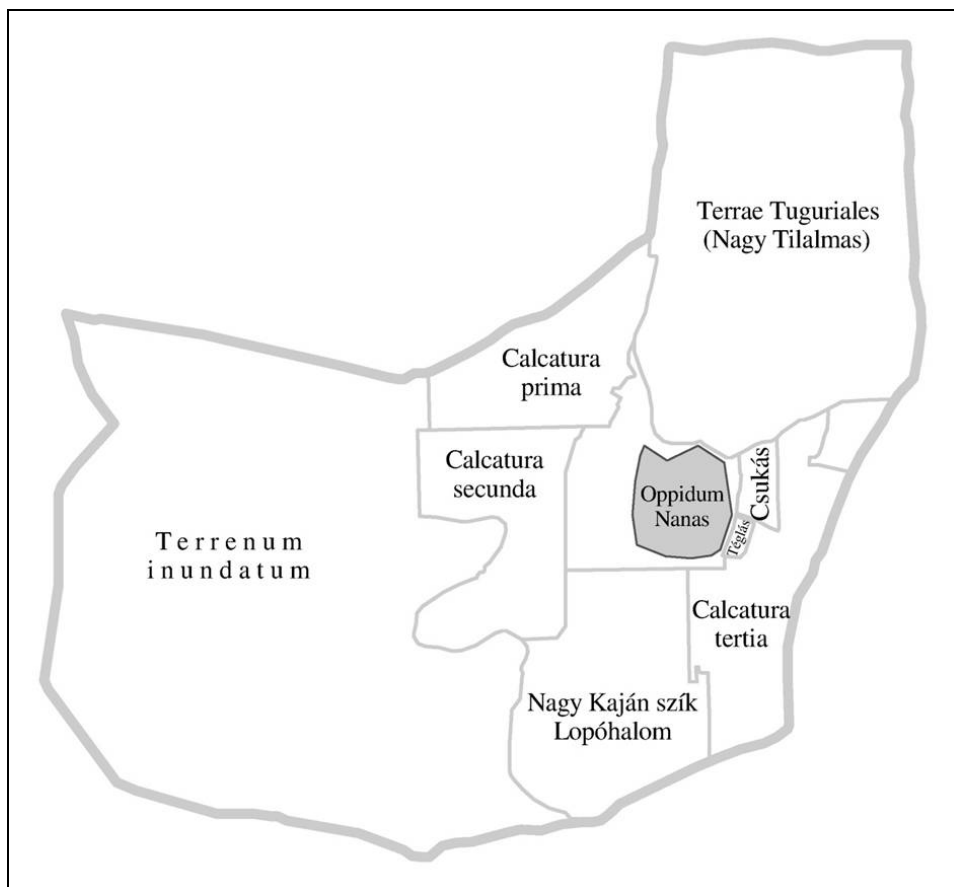 Terrae Tuguriales
(Nagy Tilalmas)
Calcatura
prima
Calcatura
secunda
Oppidum
Nanas
Csukás
Téglás
Terrenum
inundatum
Calcatura
tertia
Nagy Kaján szík
Lopóhalom